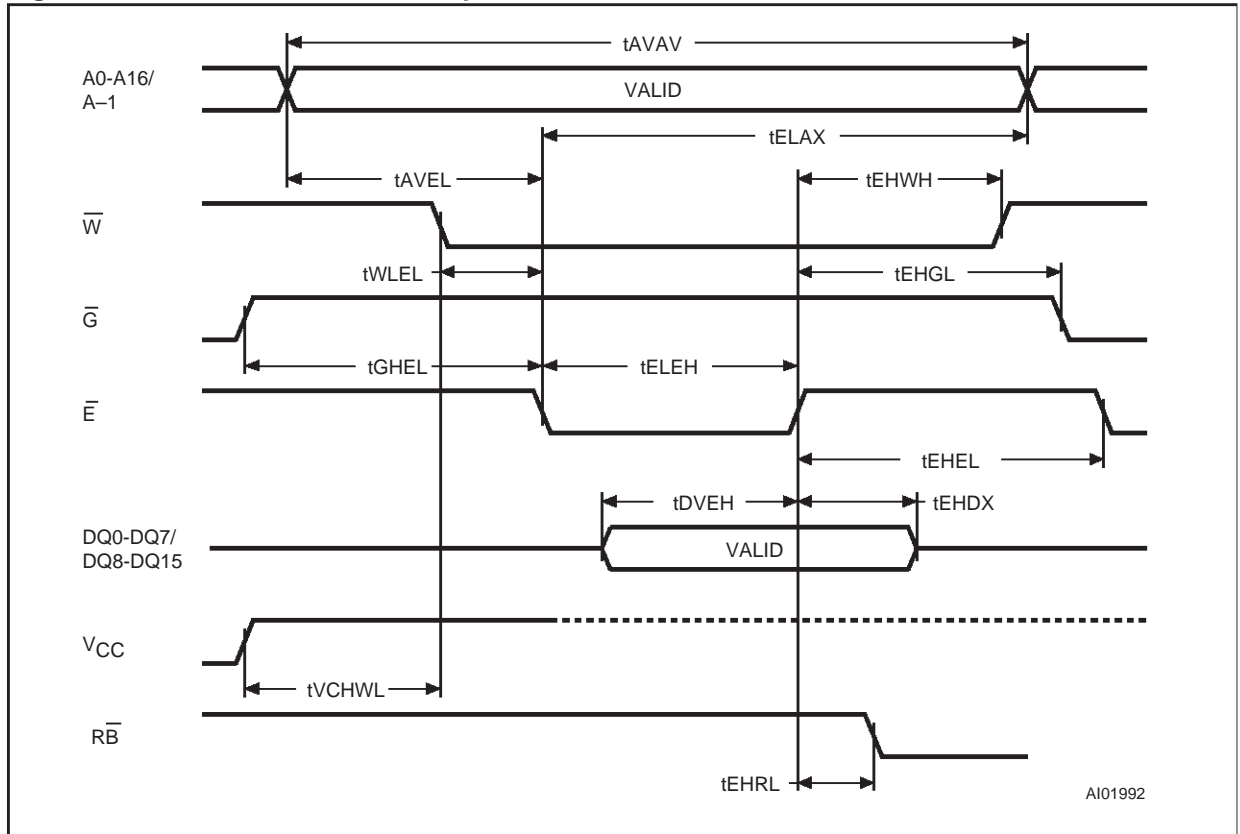 tAVAV
A0-A16/
A–1
VALID
tELAX
tAVEL
tEHWH
W̅
tWLEL
tEHGL
G̅
tGHEL
tELEH
E̅
tEHEL
tDVEH
tEHDX
DQ0-DQ7/
DQ8-DQ15
VALID
VCC
tVCHWL
RB̅
tEHRL
AI01992